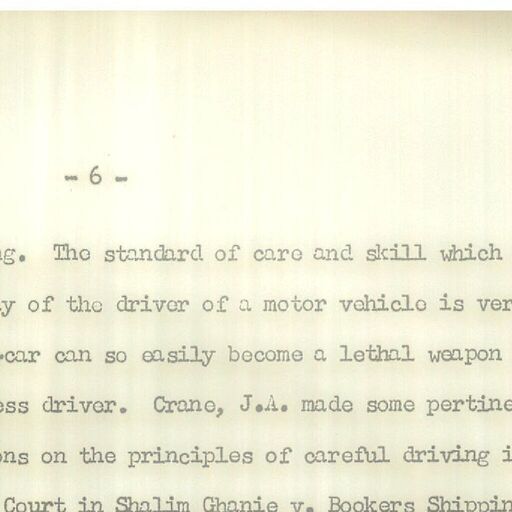 - 6 -
ng. The standard of care and skill which
y of the driver of a motor vehicle is ver
-car can so easily become a lethal weapon
ess driver. Crane, J.A. made some pertine
ons on the principles of careful driving i
Court in Shalim Ghanie v. Bookers Shippin